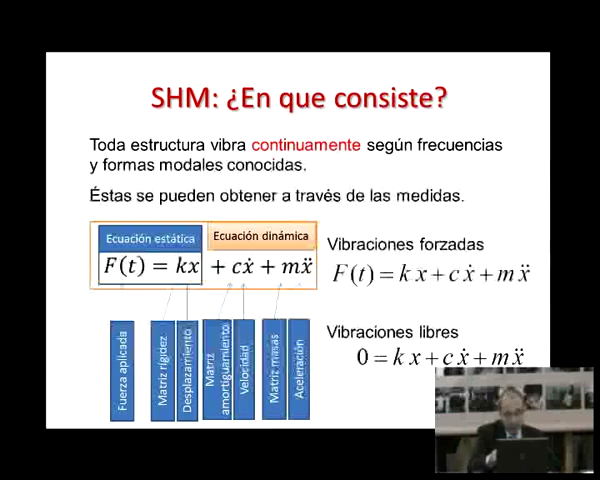 SHM: ¿En que consiste?
Toda estructura vibra continuamente según frecuencias
y formas modales conocidas.
Éstas se pueden obtener a través de las medidas.
Ecuación estática
Ecuación dinámica
F(t) = kx + cẋ + mẍ
Fuerza aplicada
Matriz rigidez
Desplazamiento
Matriz
amortiguamiento
Velocidad
Matriz masas
Aceleración
Vibraciones forzadas
F(t) = k x + c ẋ + m ẍ
Vibraciones libres
0 = k x + c ẋ + m ẍ